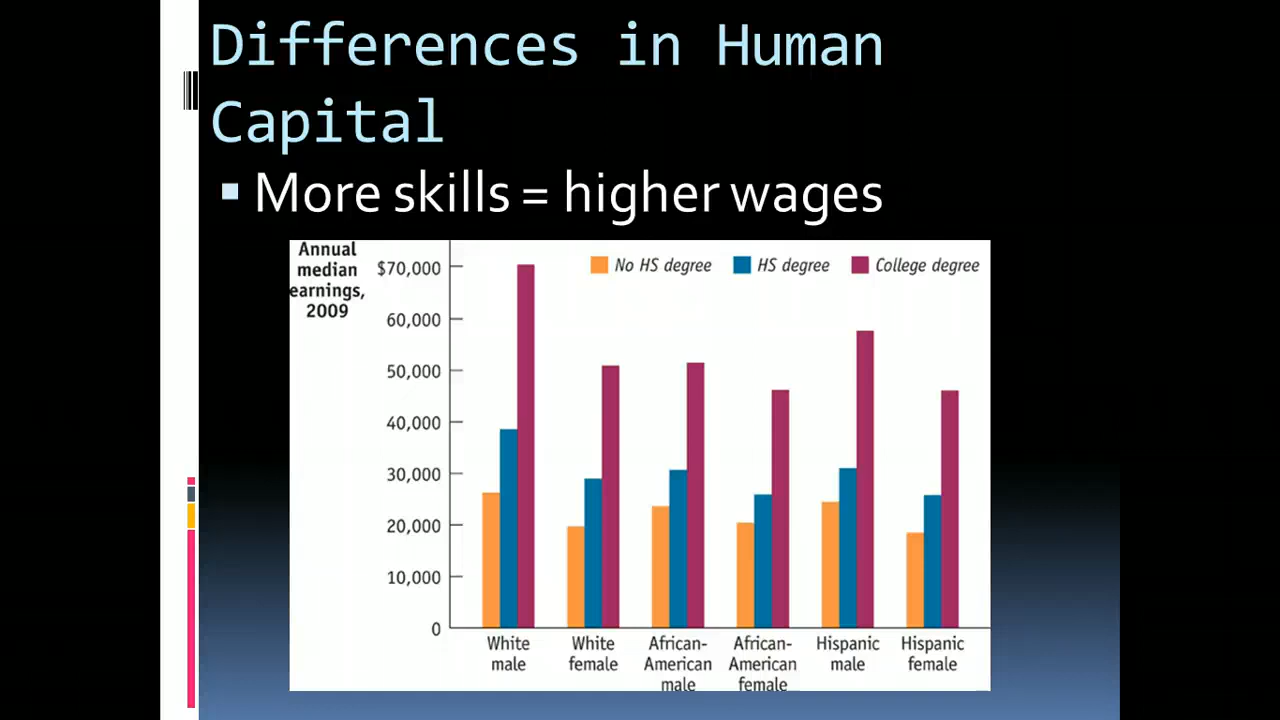 Differences in Human
Capital
More skills = higher wages
Annual
median
earnings,
2009
No HS degree
HS degree
College degree
$70,000
60,000
50,000
40,000
30,000
20,000
10,000
0
White
male
White
female
African-
American
male
African-
American
female
Hispanic
male
Hispanic
female